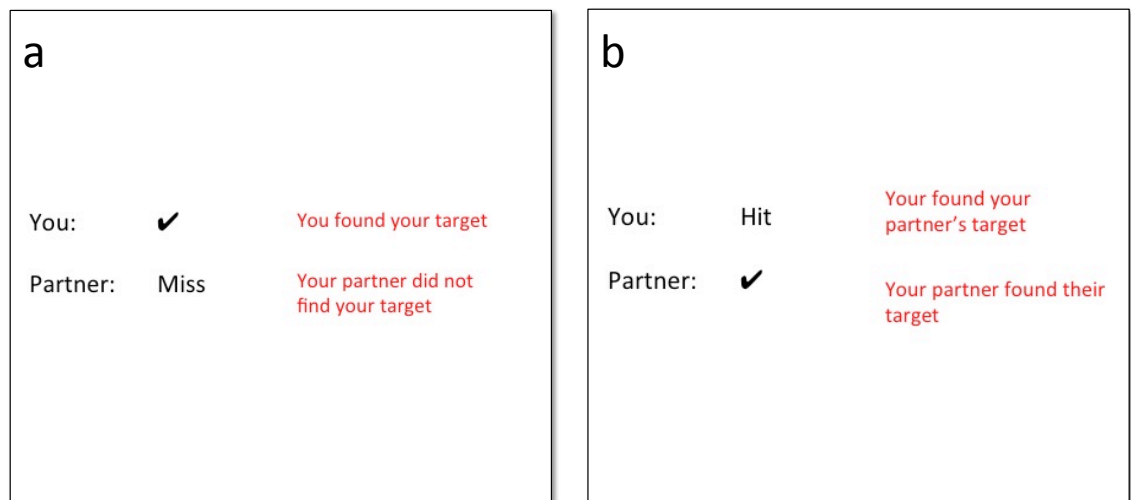 a
You: ✔ You found your target
Partner: Miss Your partner did not
find your target
b
You: Hit Your found your
partner’s target
Partner: ✔ Your partner found their
target